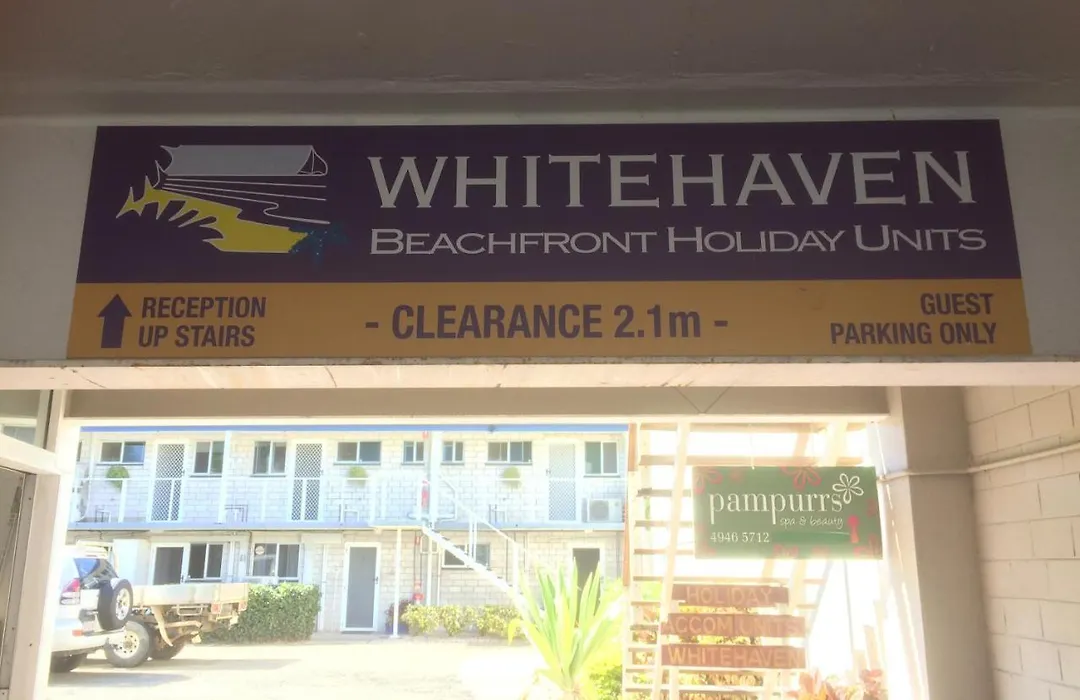 WHITEHAVEN
BEACHFRONT HOLIDAY UNITS
RECEPTION
UP STAIRS
- CLEARANCE 2.1m -
GUEST
PARKING ONLY
pampurrs
spa & beauty
4946 5712
HOLIDAY
ACCOM UNITS
WHITEHAVEN